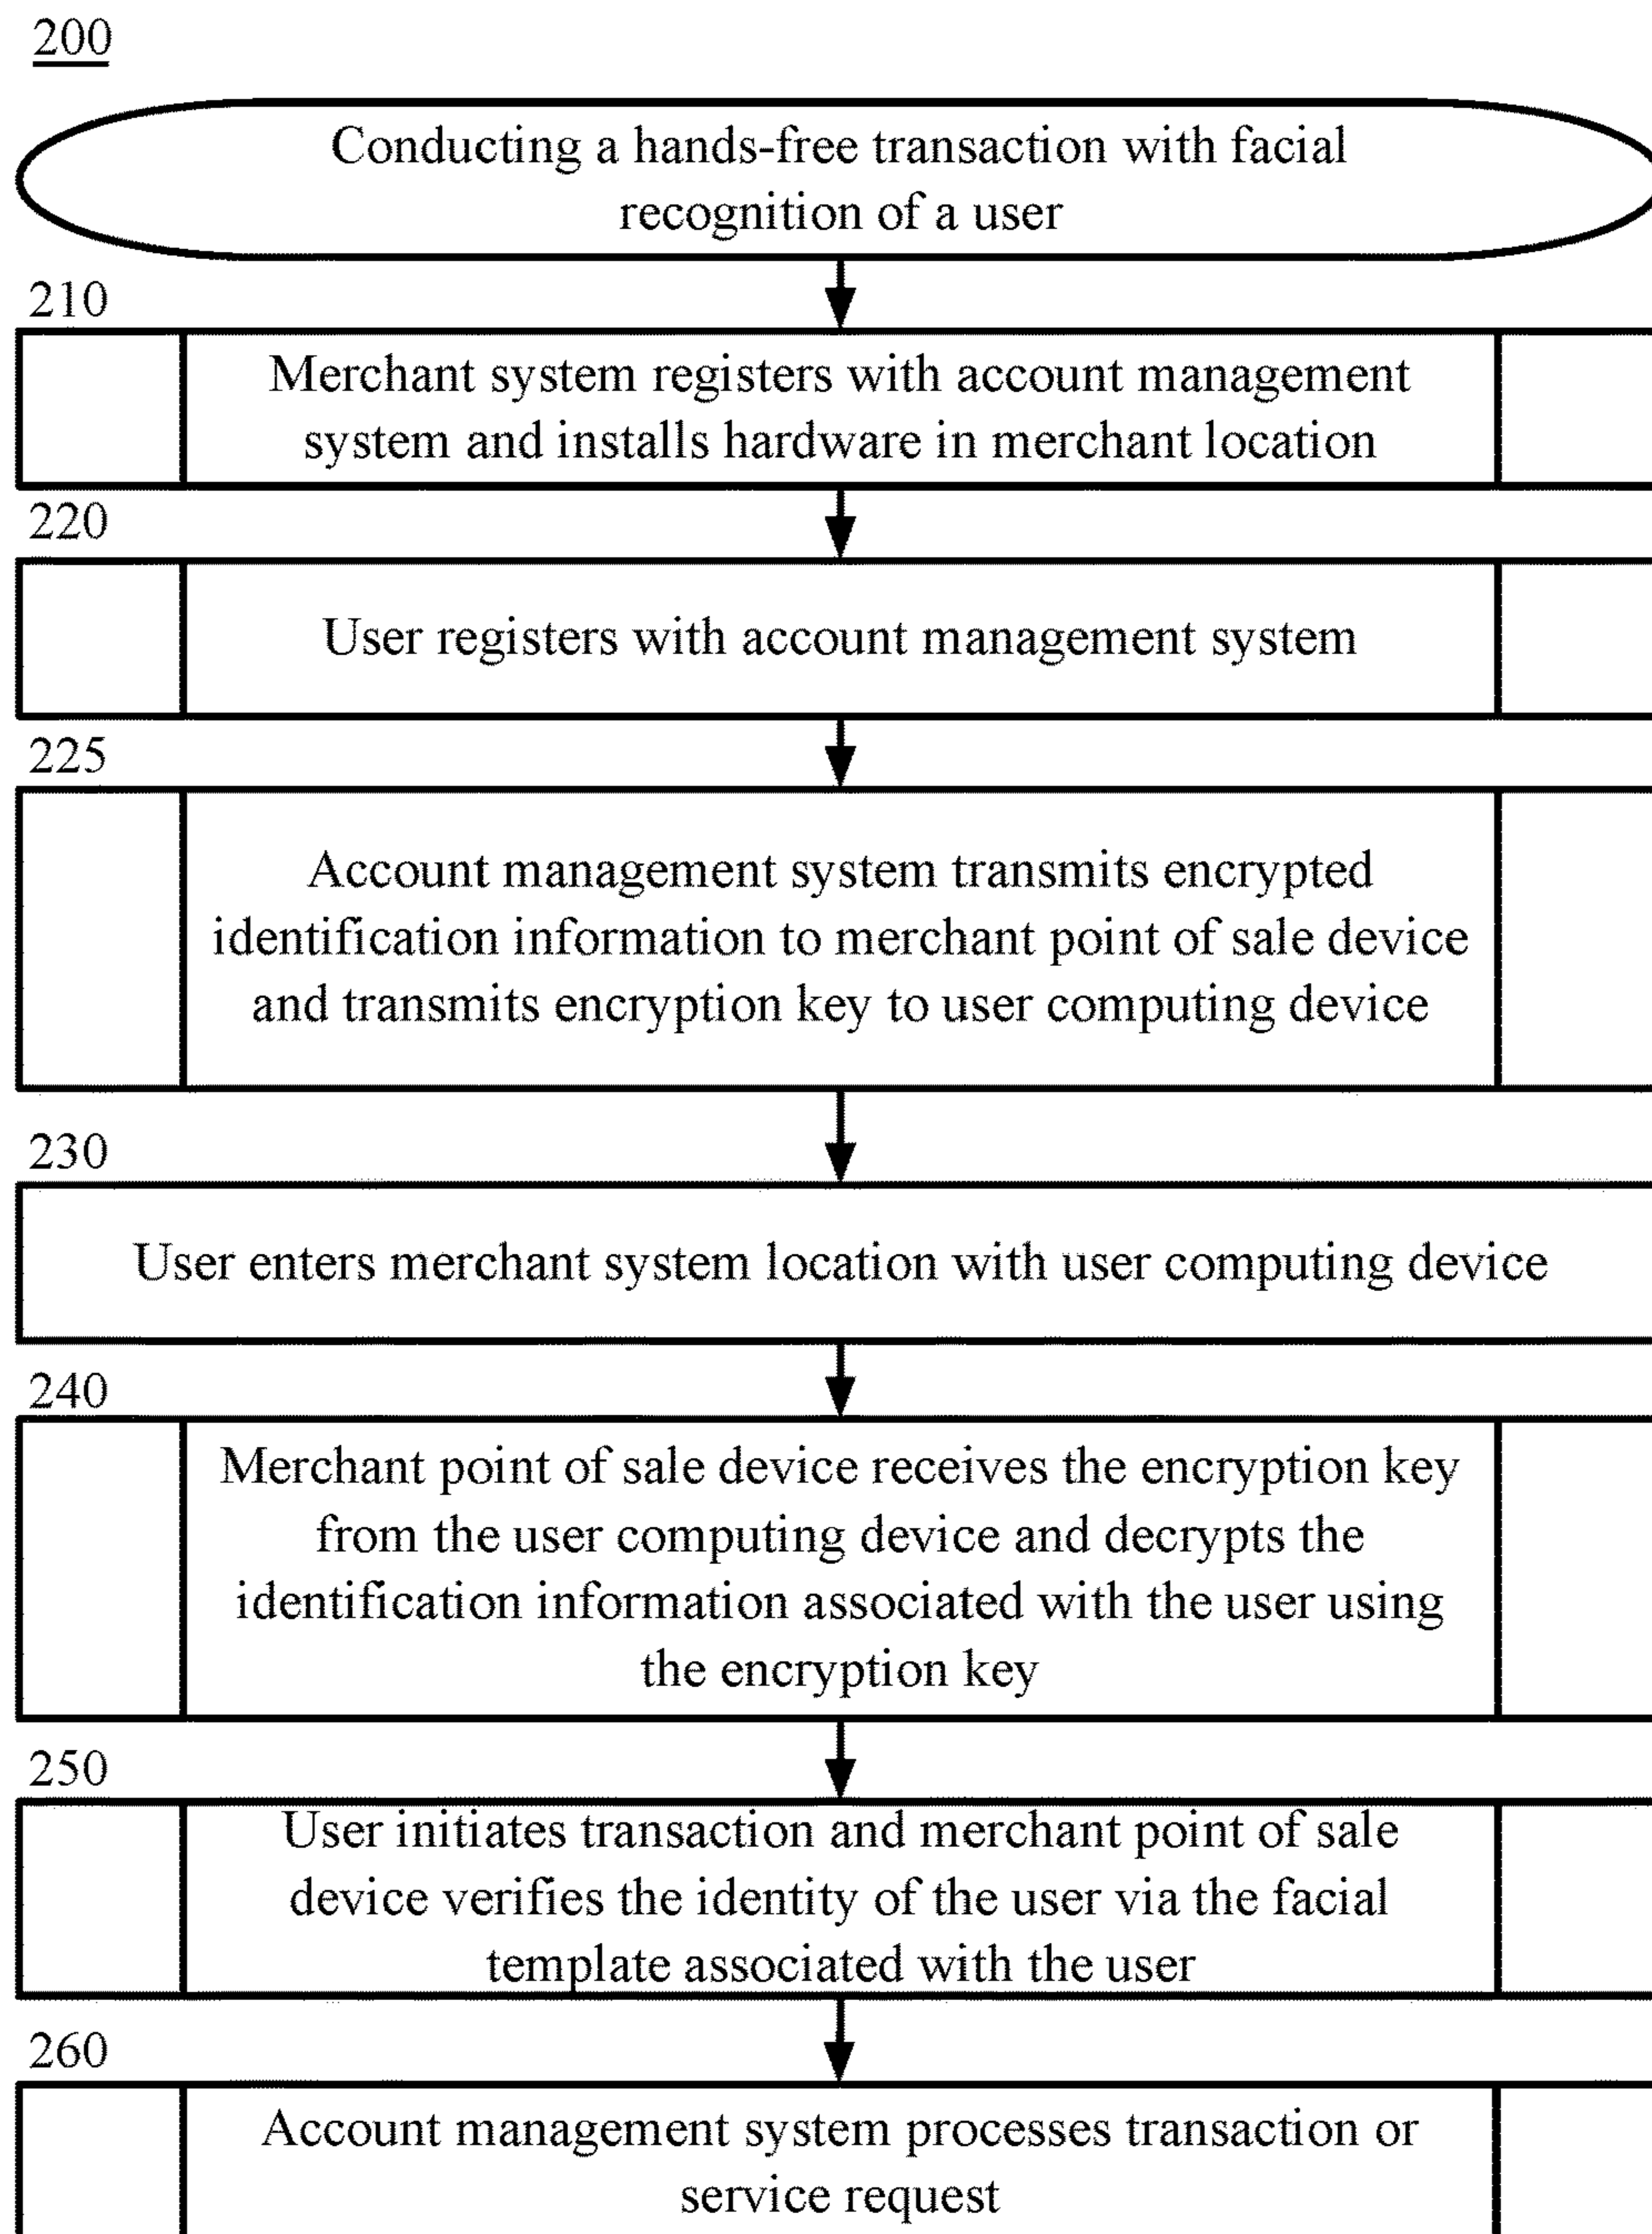 200
Conducting a hands-free transaction with facial
recognition of a user
210
Merchant system registers with account management
system and installs hardware in merchant location
220
User registers with account management system
225
Account management system transmits encrypted
identification information to merchant point of sale device
and transmits encryption key to user computing device
230
User enters merchant system location with user computing device
240
Merchant point of sale device receives the encryption key
from the user computing device and decrypts the
identification information associated with the user using
the encryption key
250
User initiates transaction and merchant point of sale
device verifies the identity of the user via the facial
template associated with the user
260
Account management system processes transaction or
service request